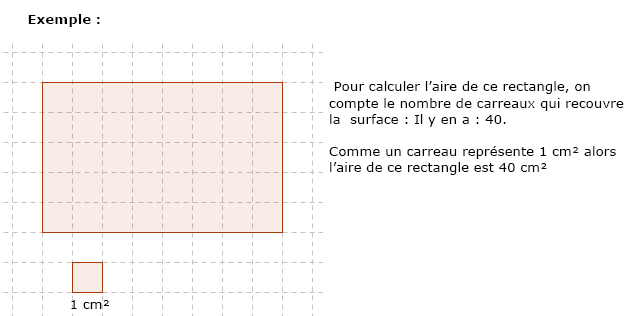 Exemple :
Pour calculer l'aire de ce rectangle, on
compte le nombre de carreaux qui recouvre
la  surface : Il y en a : 40.
Comme un carreau représente 1 cm² alors
l'aire de ce rectangle est 40 cm²
1 cm²